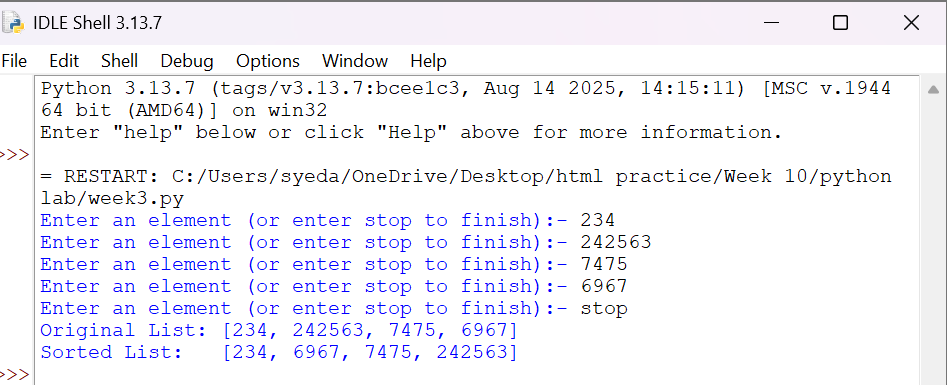 IDLE Shell 3.13.7
File Edit Shell Debug Options Window Help
Python 3.13.7 (tags/v3.13.7:bcee1c3, Aug 14 2025, 14:15:11) [MSC v.1944
64 bit (AMD64)] on win32
Enter "help" below or click "Help" above for more information.
>>>
= RESTART: C:/Users/syeda/OneDrive/Desktop/html practice/Week 10/python
lab/week3.py
Enter an element (or enter stop to finish):- 234
Enter an element (or enter stop to finish):- 242563
Enter an element (or enter stop to finish):- 7475
Enter an element (or enter stop to finish):- 6967
Enter an element (or enter stop to finish):- stop
Original List: [234, 242563, 7475, 6967]
Sorted List:   [234, 6967, 7475, 242563]
>>>